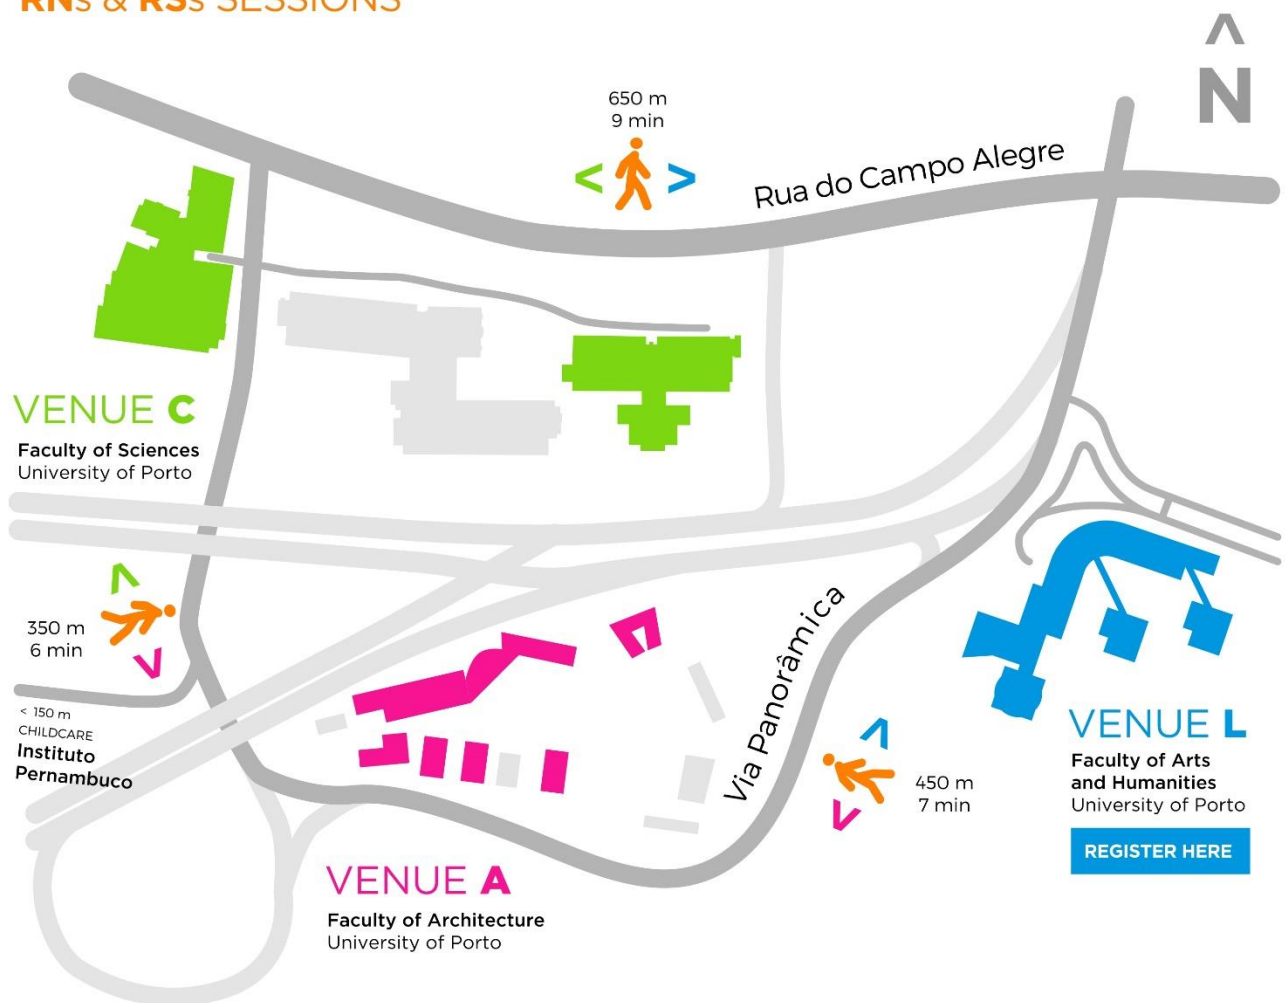 RNs & RSs SESSIONS
N
650 m
9 min
Rua do Campo Alegre
VENUE C
Faculty of Sciences
University of Porto
350 m
6 min
< 150 m
CHILDCARE
Instituto
Pernambuco
Via Panorâmica
450 m
7 min
VENUE L
Faculty of Arts
and Humanities
University of Porto
REGISTER HERE
VENUE A
Faculty of Architecture
University of Porto